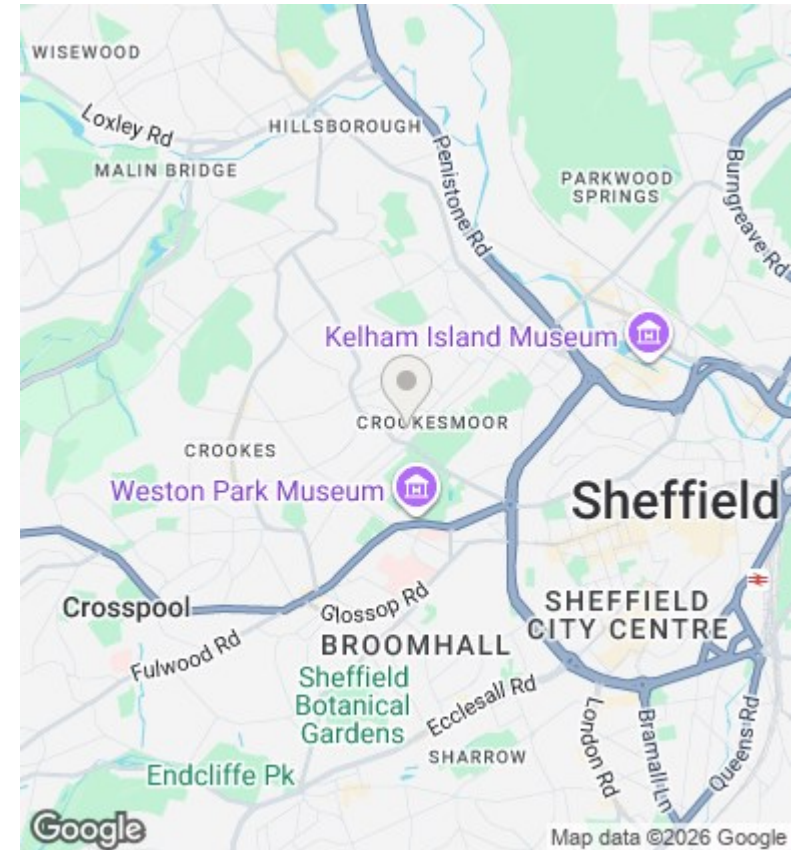 WISEWOOD
Loxley Rd
HILLSBOROUGH
MALIN BRIDGE
Penistone Rd
PARKWOOD
SPRINGS
Burngreave Rd
Kelham Island Museum
CROOKESMOOR
CROOKES
Weston Park Museum
Sheffield
Crosspool
Glossop Rd
SHEFFIELD
CITY CENTRE
Fulwood Rd
BROOMHALL
Sheffield
Botanical
Gardens
Ecclesall Rd
London Rd
Bramall Ln
Queens Rd
SHARROW
Endcliffe Pk
Google
Map data ©2026 Google